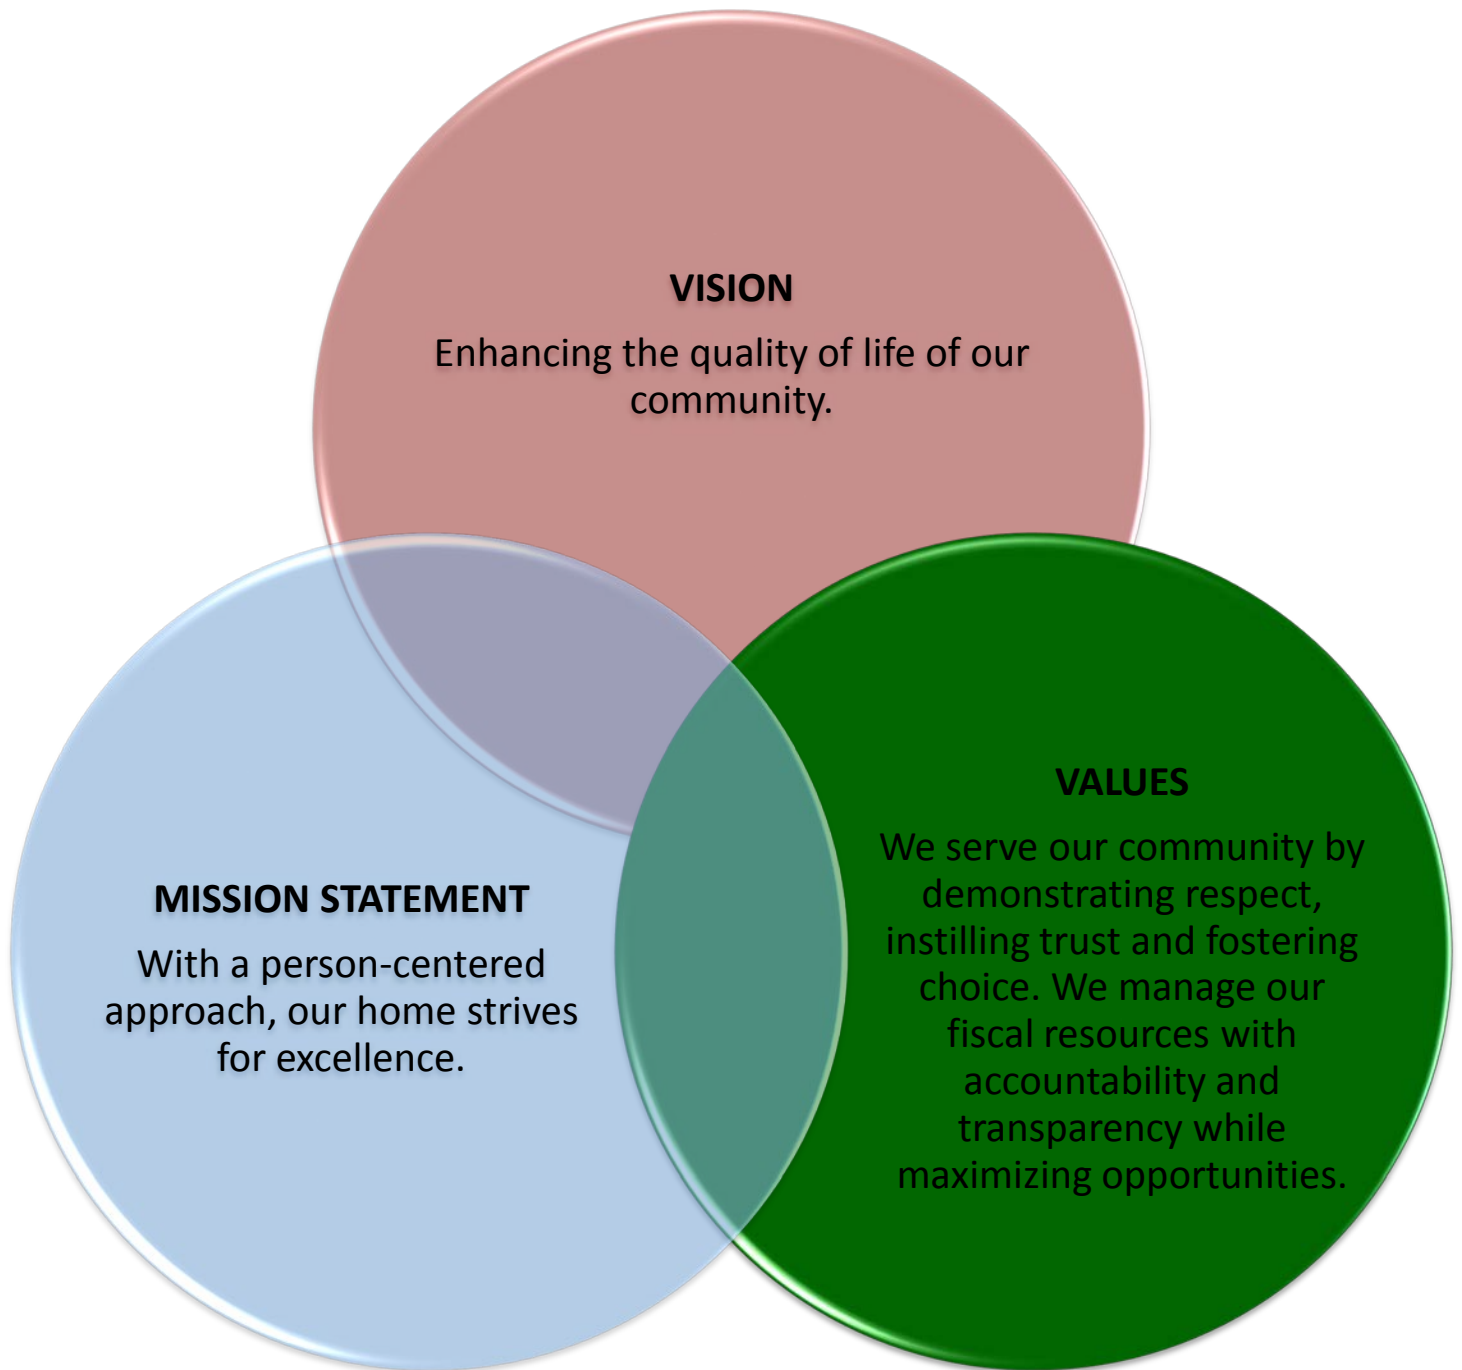 VISION
Enhancing the quality of life of our
community.
MISSION STATEMENT
With a person-centered
approach, our home strives
for excellence.
VALUES
We serve our community by
demonstrating respect,
instilling trust and fostering
choice. We manage our
fiscal resources with
accountability and
transparency while
maximizing opportunities.